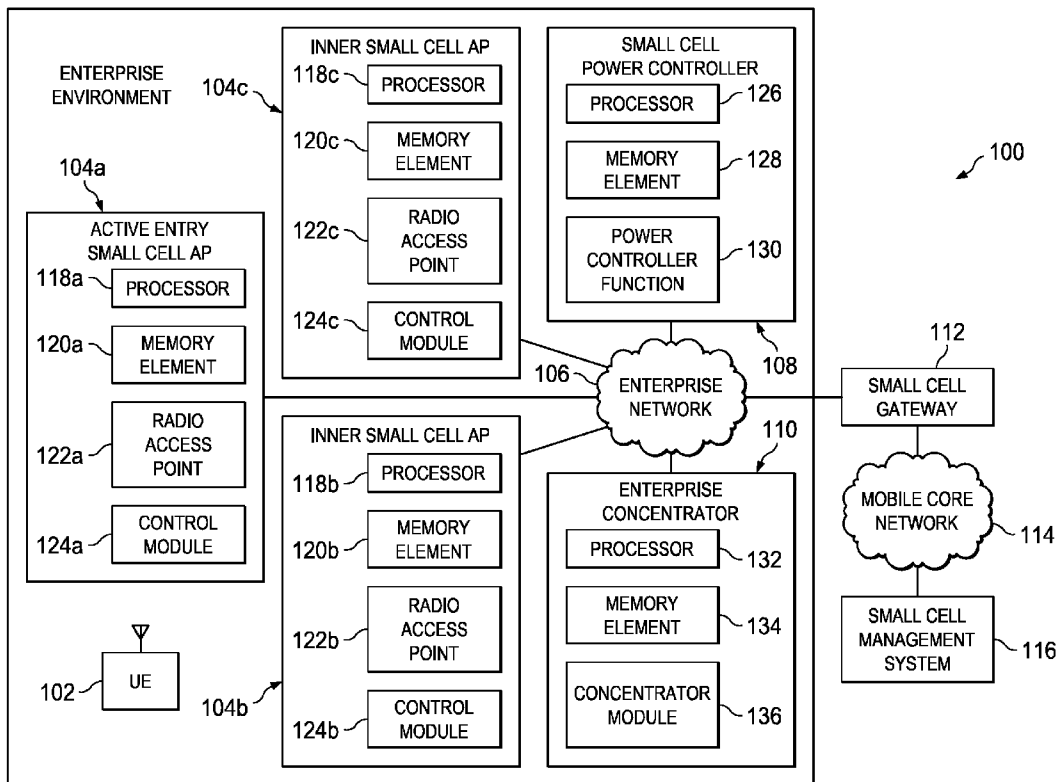 ENTERPRISE
ENVIRONMENT
104a
ACTIVE ENTRY
SMALL CELL AP
118a
PROCESSOR
120a
MEMORY
ELEMENT
122a
RADIO
ACCESS
POINT
124a
CONTROL
MODULE
102
UE
INNER SMALL CELL AP
104c
118c
PROCESSOR
120c
MEMORY
ELEMENT
122c
RADIO
ACCESS
POINT
124c
CONTROL
MODULE
INNER SMALL CELL AP
118b
PROCESSOR
120b
MEMORY
ELEMENT
122b
RADIO
ACCESS
POINT
104b
124b
CONTROL
MODULE
SMALL CELL
POWER CONTROLLER
PROCESSOR
126
MEMORY
ELEMENT
128
POWER
CONTROLLER
FUNCTION
130
108
106
ENTERPRISE
NETWORK
110
ENTERPRISE
CONCENTRATOR
PROCESSOR
132
MEMORY
ELEMENT
134
CONCENTRATOR
MODULE
136
100
112
SMALL CELL
GATEWAY
MOBILE CORE
NETWORK
114
SMALL CELL
MANAGEMENT
SYSTEM
116